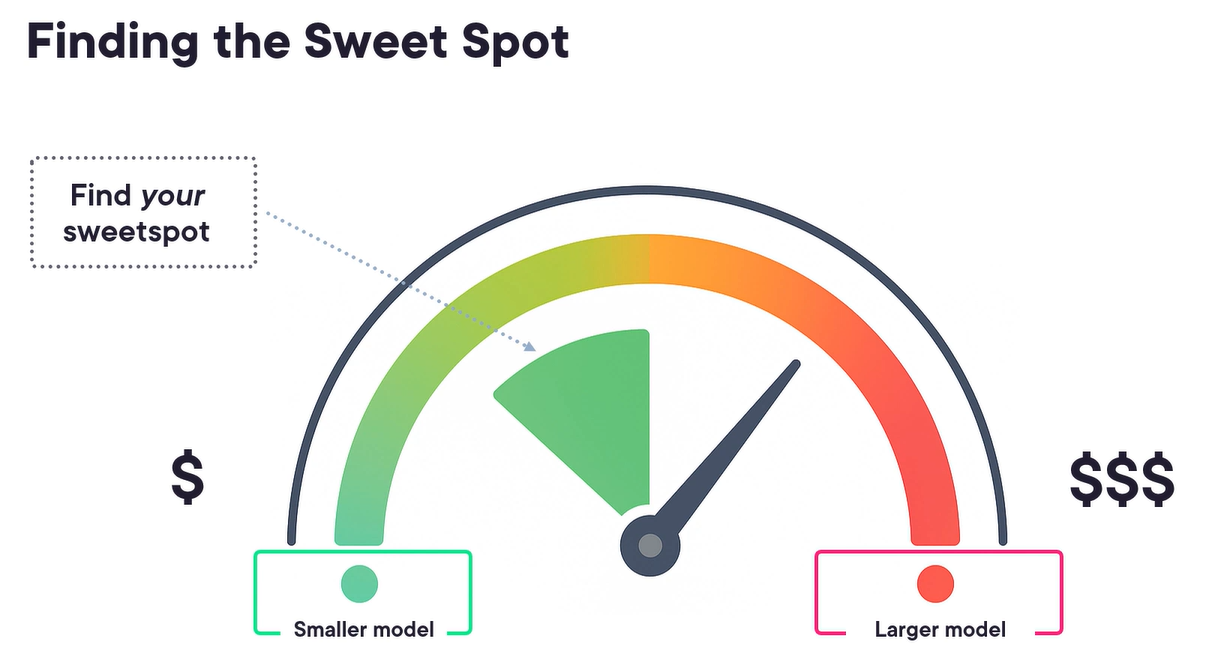 Finding the Sweet Spot
Find your
sweetspot
$
$$$
Smaller model
Larger model